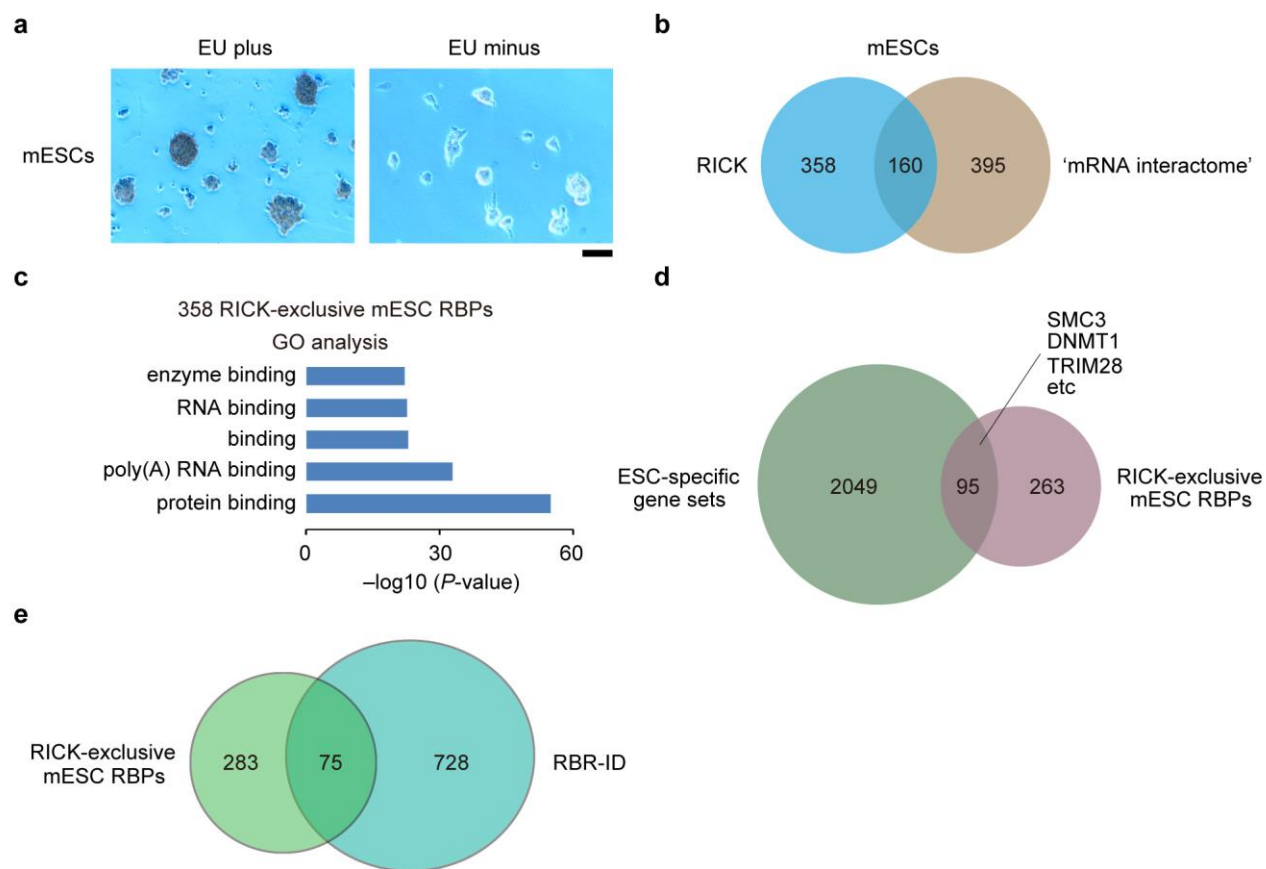 a
EU plus
EU minus
mESCs
b
mESCs
RICK
358
160
395
‘mRNA interactome’
c
358 RICK-exclusive mESC RBPs
GO analysis
enzyme binding
RNA binding
binding
poly(A) RNA binding
protein binding
0
30
60
–log10 (P-value)
d
SMC3
DNMT1
TRIM28
etc
ESC-specific
gene sets
2049
95
263
RICK-exclusive
mESC RBPs
e
RICK-exclusive
mESC RBPs
283
75
728
RBR-ID